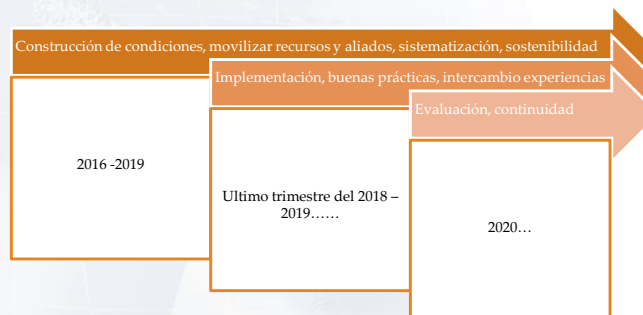 Construcción de condiciones, movilizar recursos y aliados, sistematización, sostenibilidad
Implementación, buenas prácticas, intercambio experiencias
Evaluación, continuidad
2016 -2019
Ultimo trimestre del 2018 –
2019……
2020…